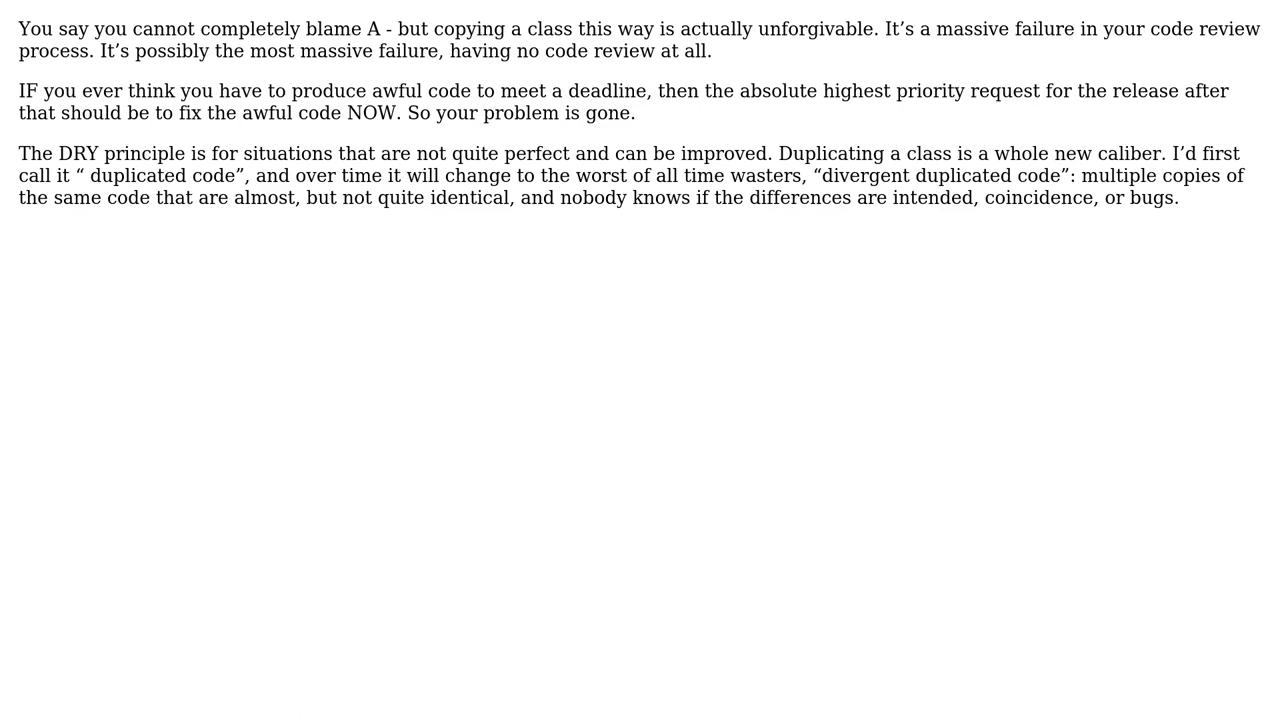 You say you cannot completely blame A - but copying a class this way is actually unforgivable. It’s a massive failure in your code review
process. It’s possibly the most massive failure, having no code review at all.
IF you ever think you have to produce awful code to meet a deadline, then the absolute highest priority request for the release after
that should be to fix the awful code NOW. So your problem is gone.
The DRY principle is for situations that are not quite perfect and can be improved. Duplicating a class is a whole new caliber. I’d first
call it “ duplicated code”, and over time it will change to the worst of all time wasters, “divergent duplicated code”: multiple copies of
the same code that are almost, but not quite identical, and nobody knows if the differences are intended, coincidence, or bugs.